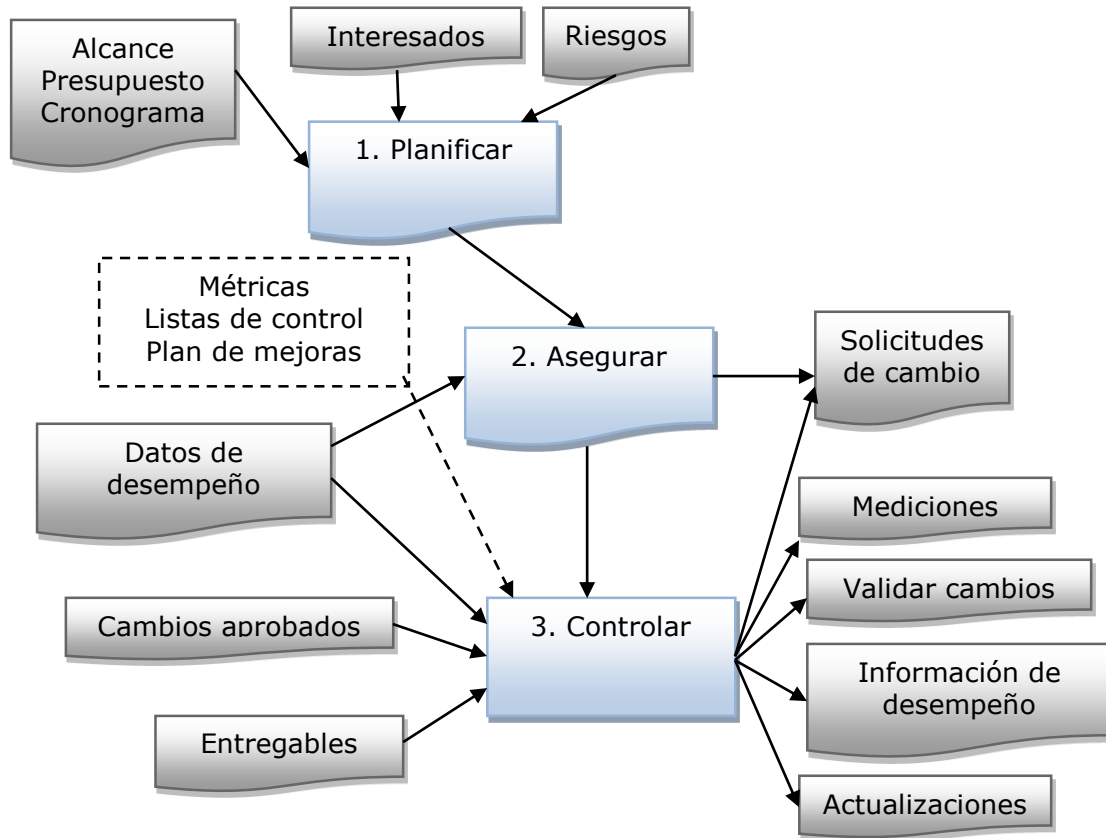 Alcance
Presupuesto
Cronograma
Interesados
Riesgos
1. Planificar
Métricas
Listas de control
Plan de mejoras
2. Asegurar
Solicitudes
de cambio
Datos de
desempeño
Mediciones
Validar cambios
Cambios aprobados
3. Controlar
Información de
desempeño
Entregables
Actualizaciones